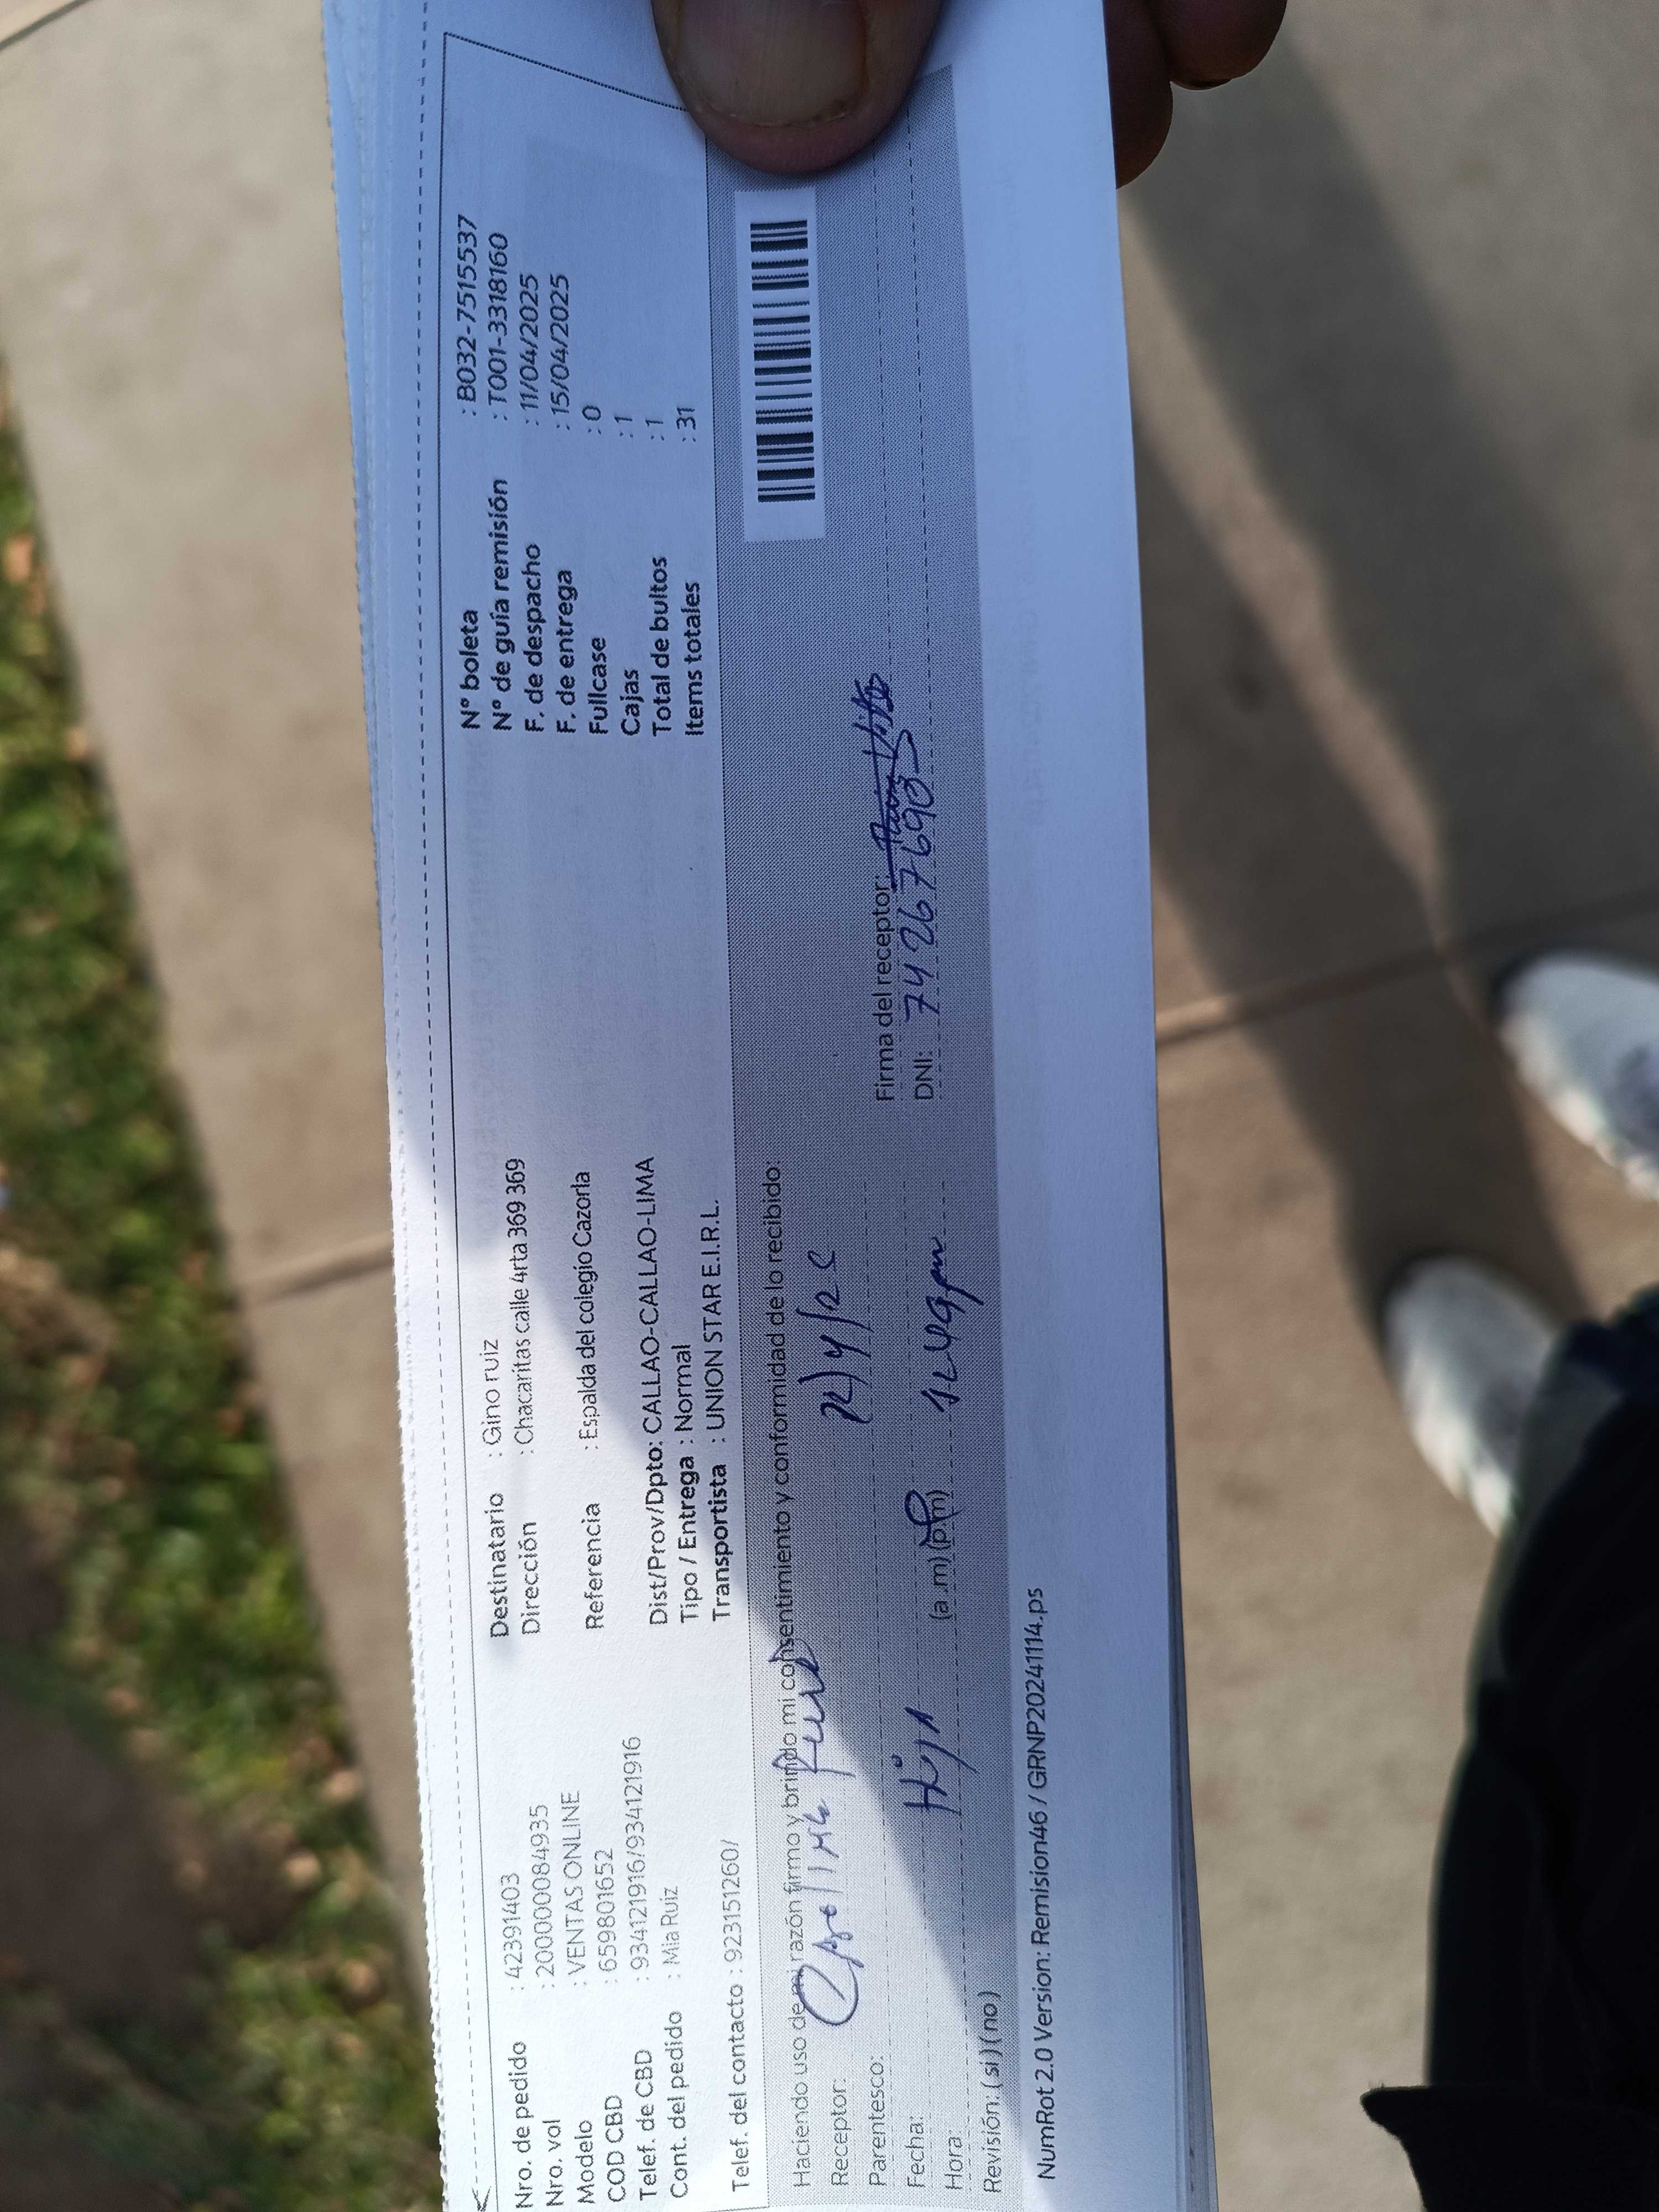 Nro. de pedido : 42391403
Nro. vol : 200000084935
Modelo : VENTAS ONLINE
COD CBD : 659801652
Telef. de CBD : 934121916/934121916
Cont. del pedido : Mia Ruiz
Telef. del contacto : 923151260/
Destinatario : Gino ruiz
Dirección : Chacaritas calle 4rta 369 369
Referencia : Espalda del colegio Cazorla
Dist/Prov/Dpto: CALLAO-CALLAO-LIMA
Tipo / Entrega : Normal
Transportista : UNION STAR E.I.R.L.
N° boleta : B032-7515537
N° de guía remisión : T001-3318160
F. de despacho : 11/04/2025
F. de entrega : 15/04/2025
Fullcase : 0
Cajas : 1
Total de bultos : 1
Items totales : 31
Haciendo uso de mi razón firmo y brindo mi consentimiento y conformidad de lo recibido:
Receptor:
Parentesco: Hija
Fecha:
Hora: (a.m) (p.m)
Revisión: (si) (no)
Firma del receptor:
DNI: 74267690
NumRot 2.0 Version: Remision46 / GRNP20241114.ps